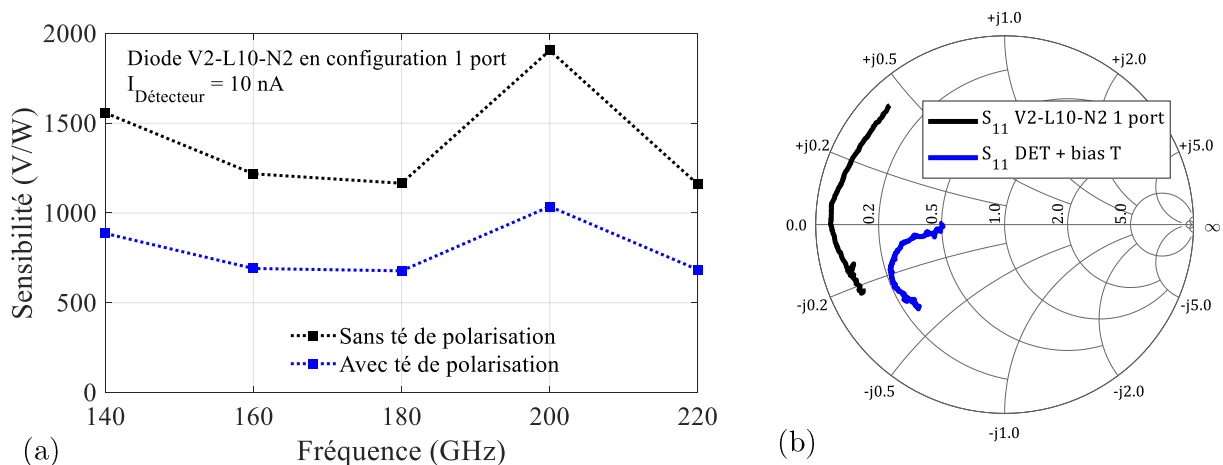 2000
1500
1000
500
0
Sensibilité (V/W)
Diode V2-L10-N2 en configuration 1 port
I_Détecteur = 10 nA
Sans té de polarisation
Avec té de polarisation
140
160
180
200
220
Fréquence (GHz)
(a)
+j1.0
+j0.5
+j2.0
S11 V2-L10-N2 1 port
S11 DET + bias T
+j0.2
+j5.0
0.0
0.2
0.5
1.0
2.0
5.0
∞
-j0.2
-j5.0
-j0.5
-j2.0
-j1.0
(b)